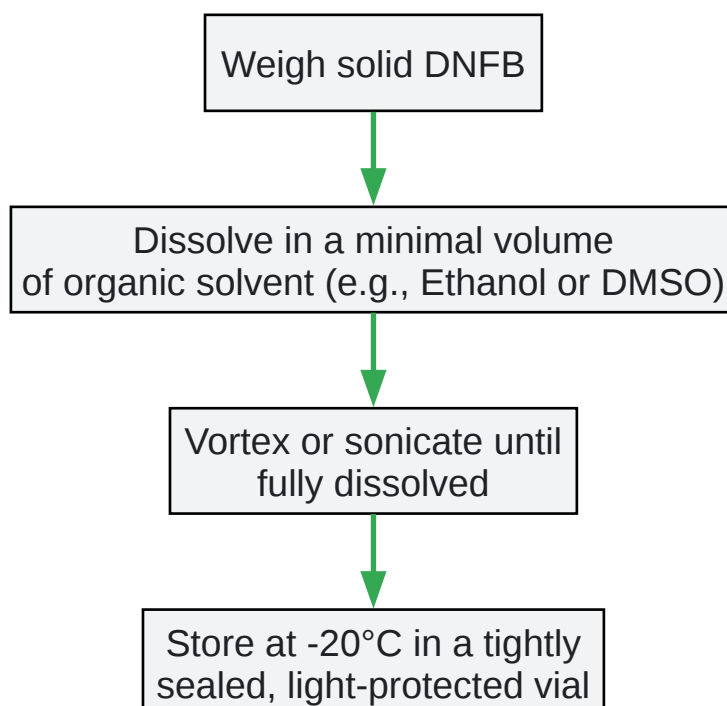 Weigh solid DNFB
Dissolve in a minimal volume
of organic solvent (e.g., Ethanol or DMSO)
Vortex or sonicate until
fully dissolved
Store at -20°C in a tightly
sealed, light-protected vial